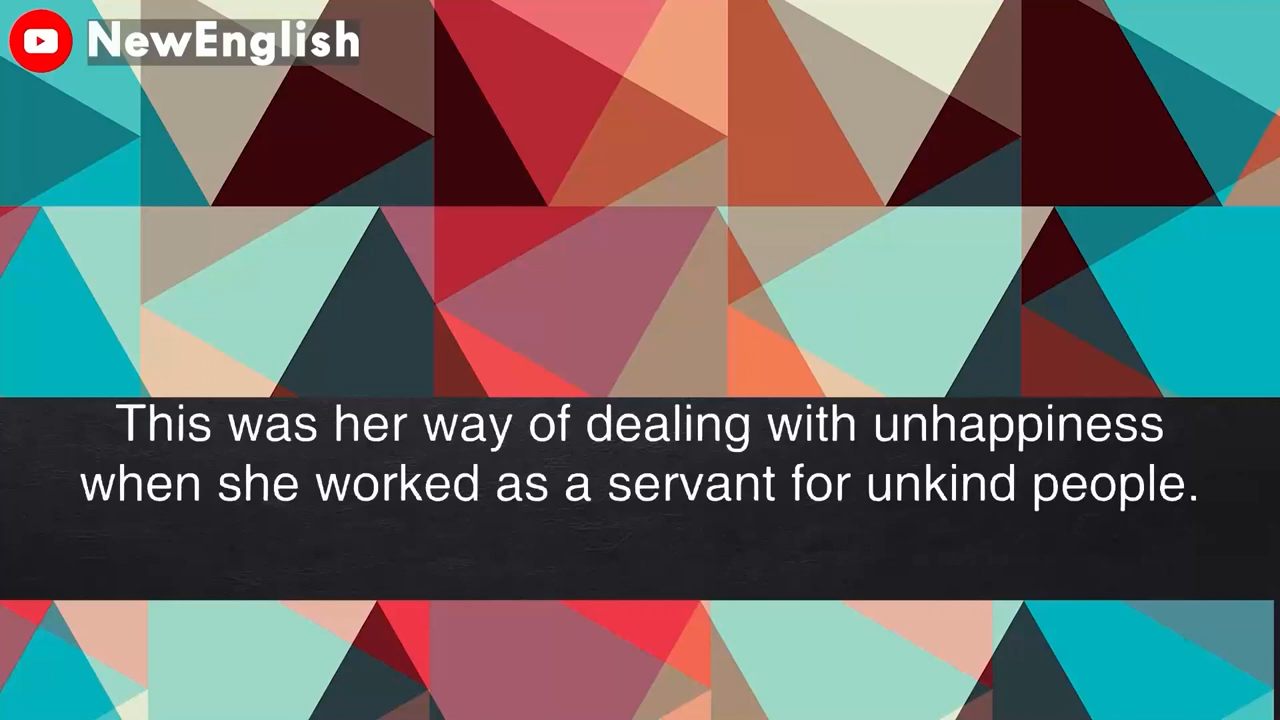 NewEnglish
This was her way of dealing with unhappiness
when she worked as a servant for unkind people.